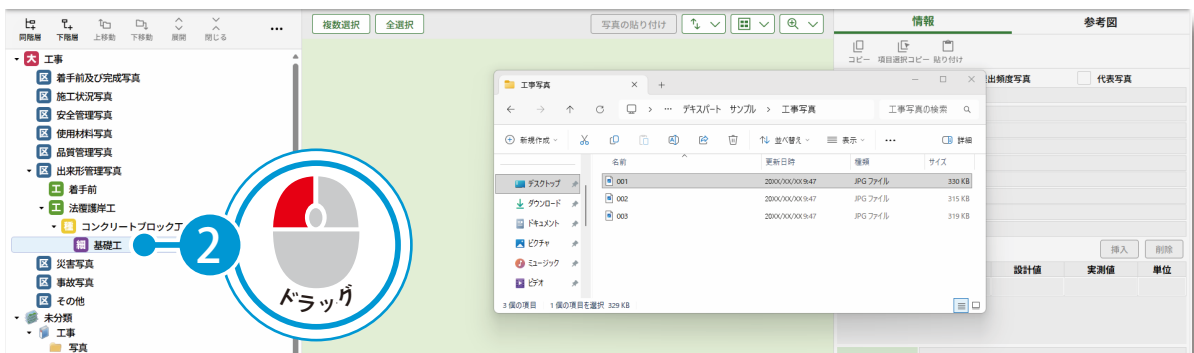 同階層 下階層 上移動 下移動 展開 閉じる ...
複数選択 全選択 写真の貼り付け
情報 参考図
コピー 項目選択コピー 貼り付け
出頻度写真 代表写真
大 工事
区 着手前及び完成写真
区 施工状況写真
区 安全管理写真
区 使用材料写真
区 品質管理写真
区 出来形管理写真
工 着手前
工 法覆護岸工
コンクリートブロック工
細 基礎工
区 災害写真
区 事故写真
区 その他
未分類
工事
写真
2
ドラッグ
工事写真 × +
> … デキスパート サンプル > 工事写真 工事写真の検索
新規作成 並べ替え 表示 … 詳細
名前 更新日時 種類 サイズ
デスクトップ
ダウンロード
ドキュメント
ピクチャ
ミュージック
ビデオ
001 20XX/XX/XX 9:47 JPG ファイル 330 KB
002 20XX/XX/XX 9:47 JPG ファイル 315 KB
003 20XX/XX/XX 9:47 JPG ファイル 319 KB
3 個の項目 1 個の項目を選択 329 KB
挿入 削除
設計値 実測値 単位